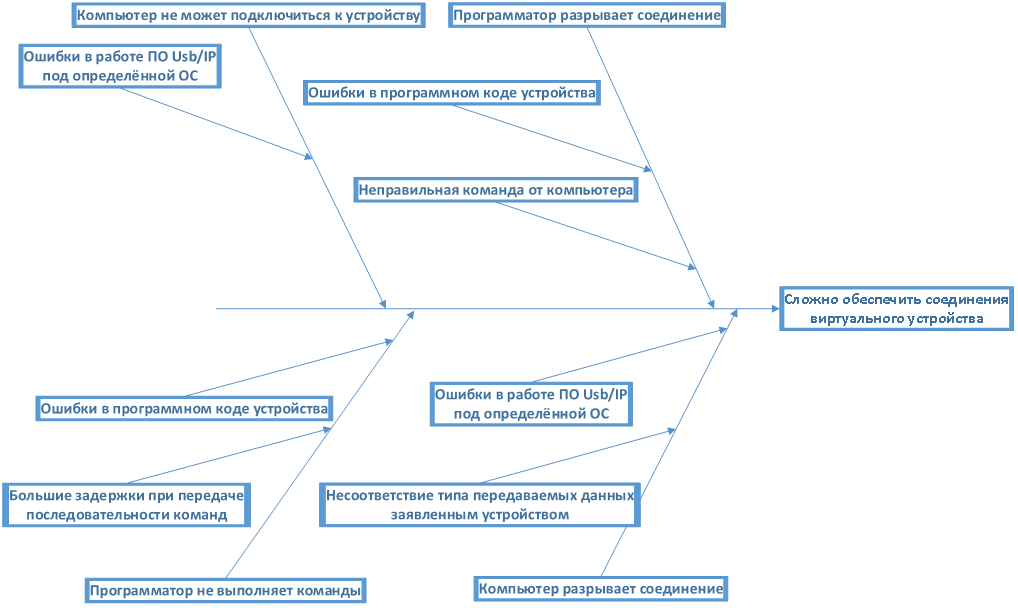 Компьютер не может подключиться к устройству
Программатор разрывает соединение
Ошибки в работе ПО Usb/IP
под определённой ОС
Ошибки в программном коде устройства
Неправильная команда от компьютера
Сложно обеспечить соединения
виртуального устройства
Ошибки в программном коде устройства
Ошибки в работе ПО Usb/IP
под определённой ОС
Большие задержки при передаче
последовательности команд
Несоответствие типа передаваемых данных
заявленным устройством
Программатор не выполняет команды
Компьютер разрывает соединение